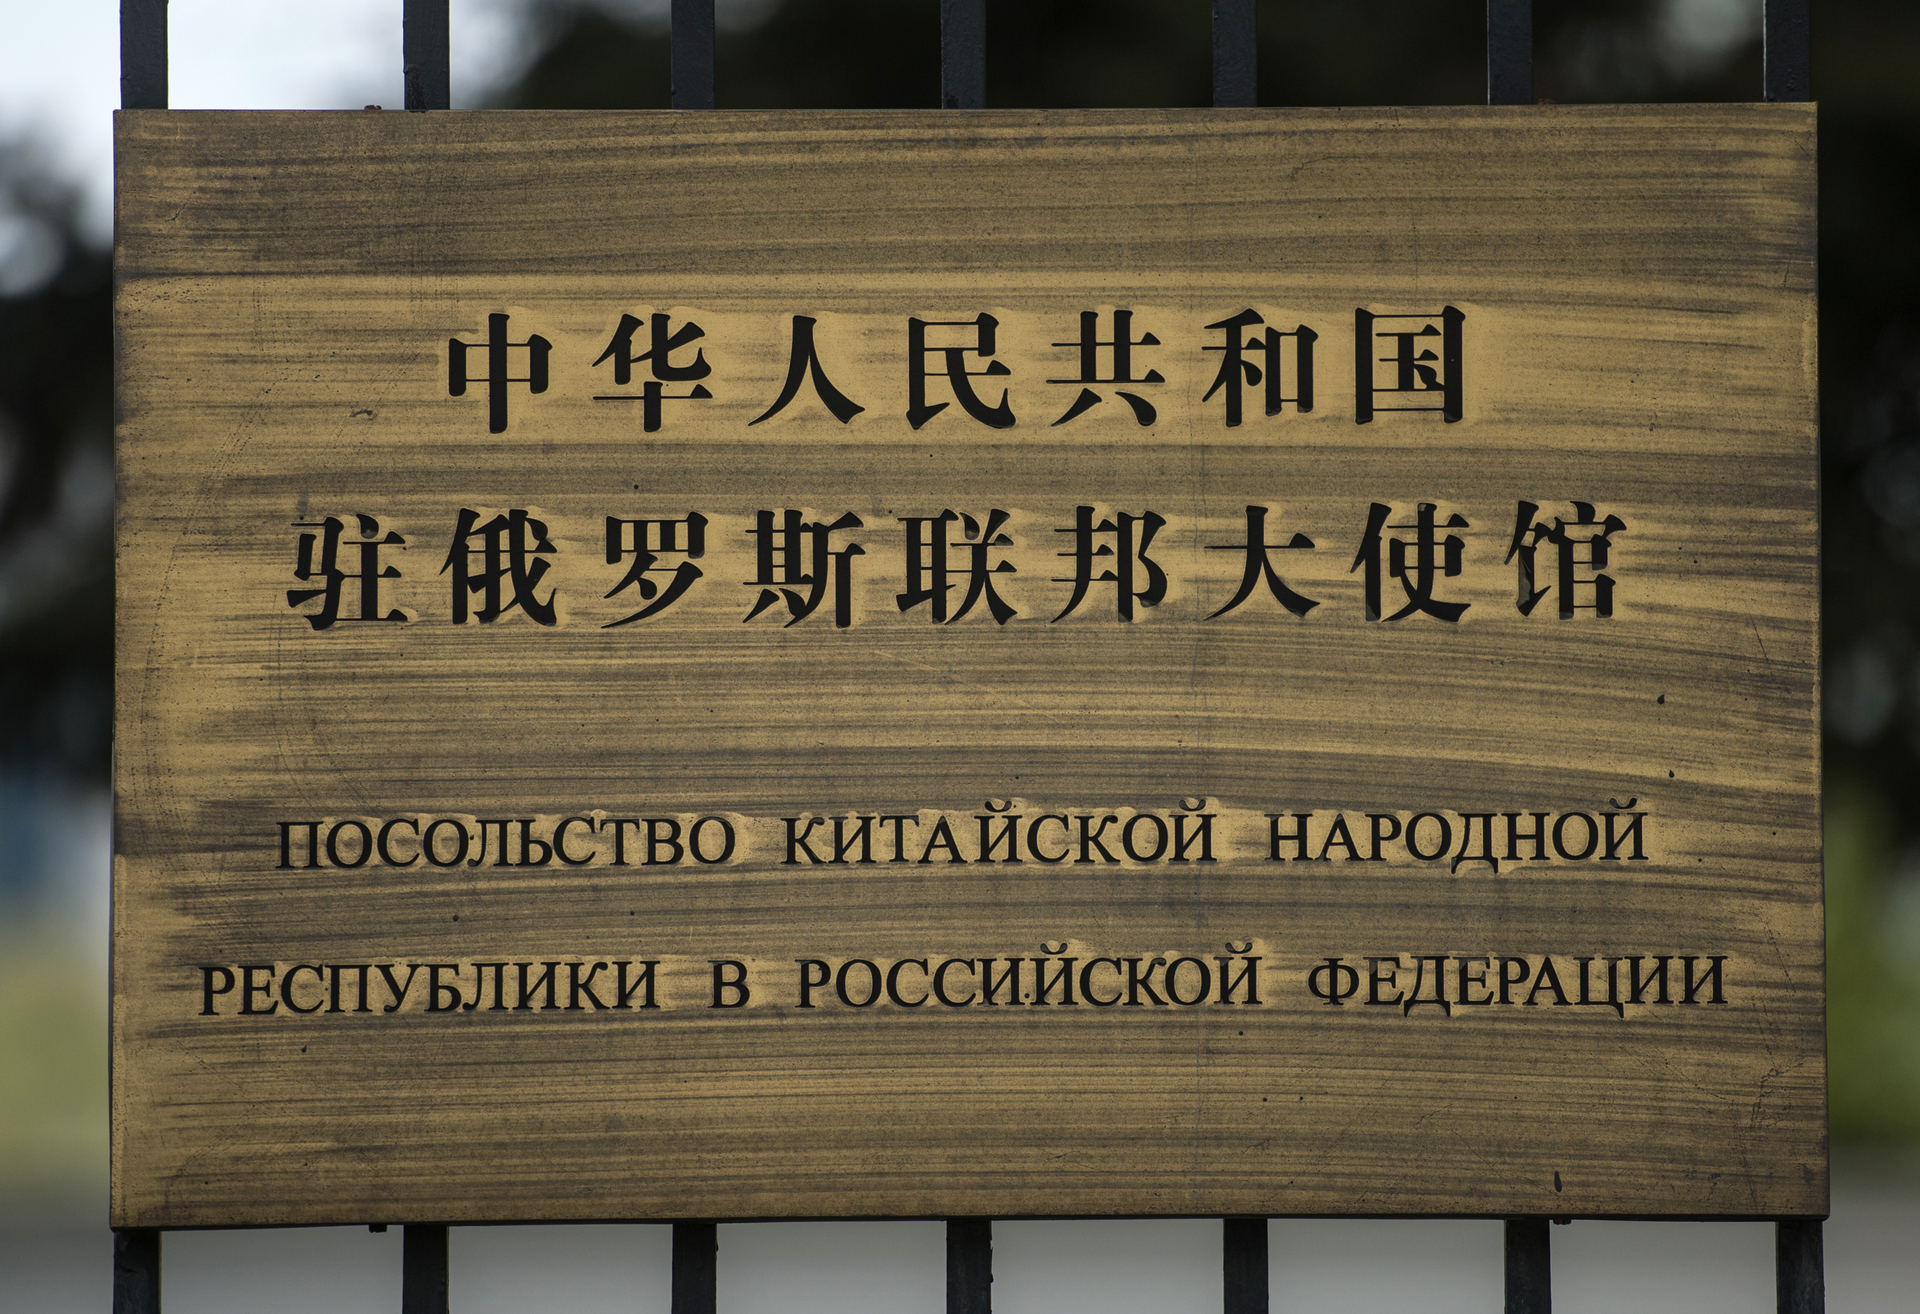 中华人民共和国
驻俄罗斯联邦大使馆
ПОСОЛЬСТВО КИТАЙСКОЙ НАРОДНОЙ
РЕСПУБЛИКИ В РОССИЙСКОЙ ФЕДЕРАЦИИ